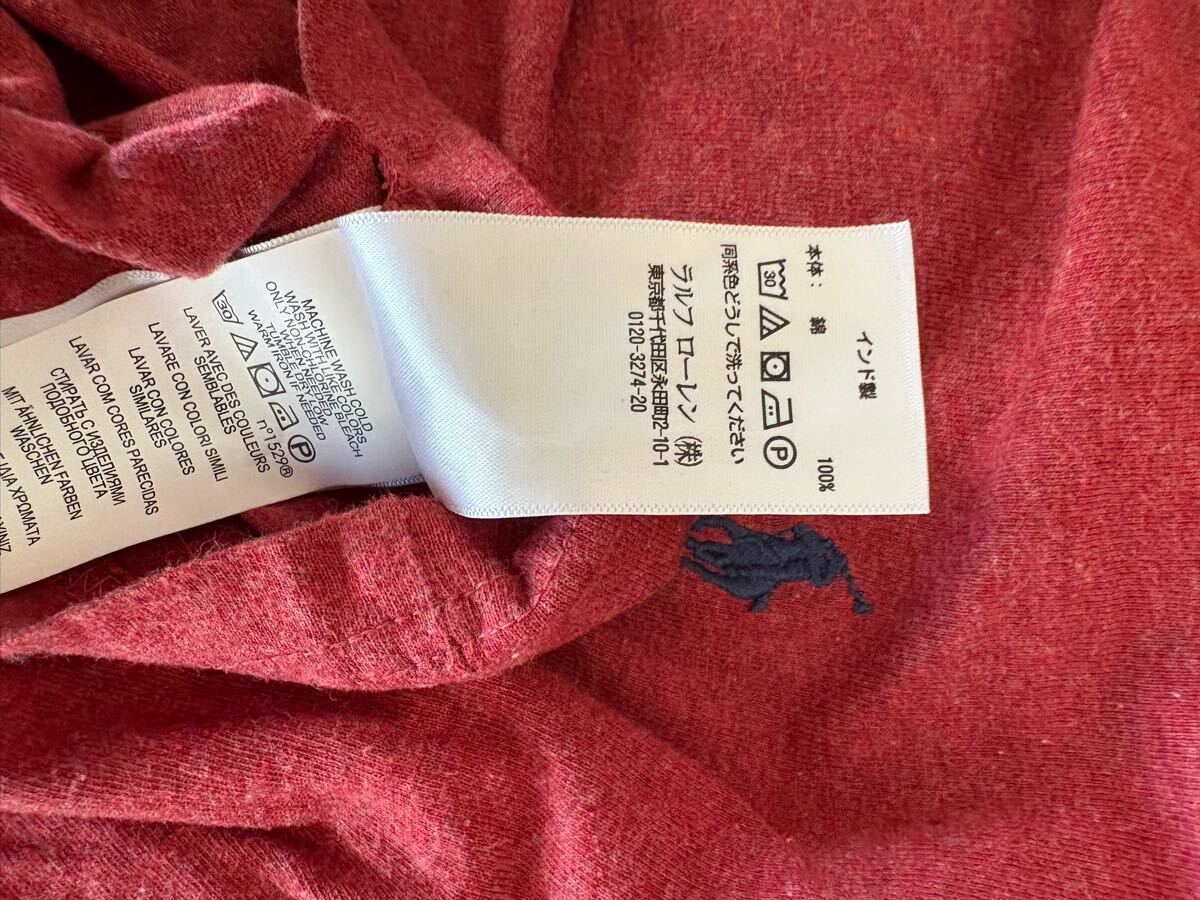 インド製
本体: 綿 100%
30 P
同系色どうしで洗ってください
ラルフ ローレン (株)
東京都千代田区永田町2-10-1
0120-3274-20
MACHINE WASH COLD
WASH WITH LIKE COLORS
ONLY NON-CHLORINE BLEACH
WHEN NEEDED
TUMBLE DRY LOW
WARM IRON IF NEEDED
30 P
n°1529®
LAVER AVEC DES COULEURS
SEMBLABLES
LAVARE CON COLORI SIMILI
LAVAR CON COLORES
SIMILARES
LAVAR COM CORES PARECIDAS
СТИРАТЬ С ИЗДЕЛИЯМИ
ПОДОБНОГО ЦВЕТА
MIT ÄHNLICHEN FARBEN
WASCHEN
ΧΡΩΜΑΤΑ